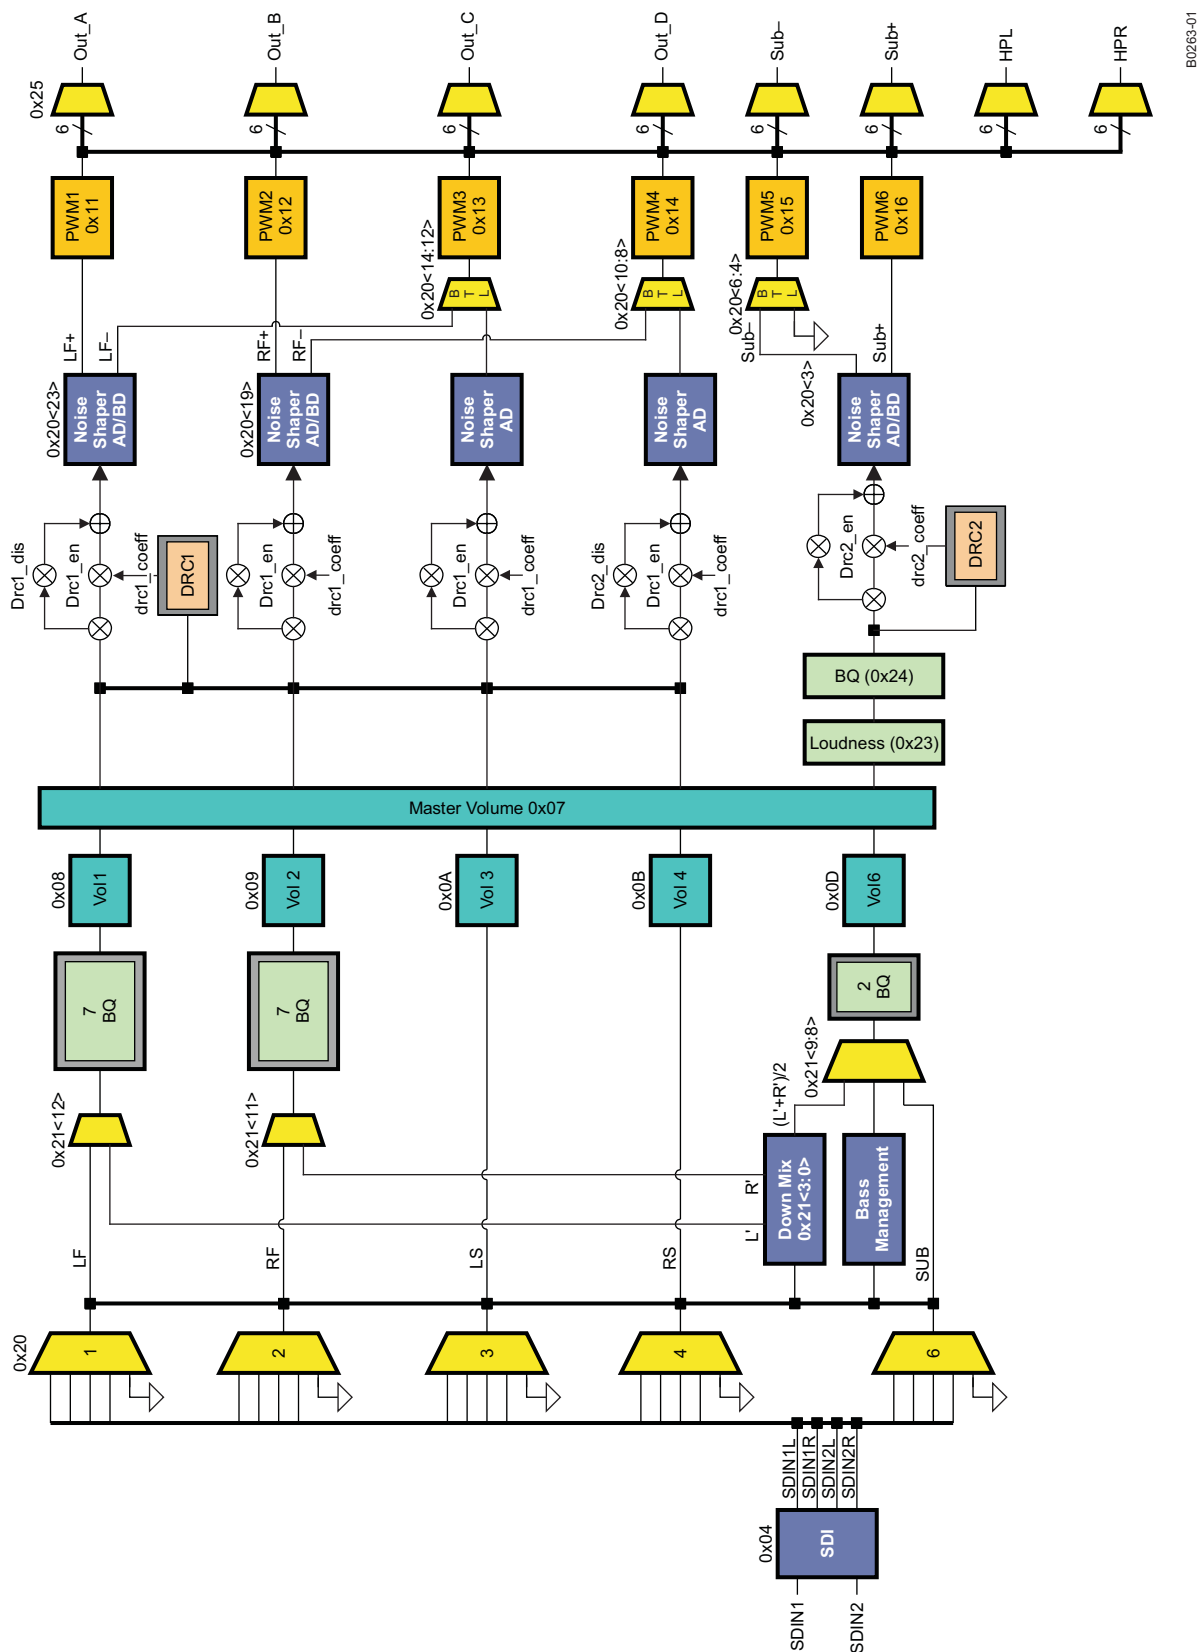 0x25
Out_A
Out_B
Out_C
Out_D
Sub–
Sub+
HPL
HPR
6
6
6
6
6
6
6
6
PWM1
0x11
PWM2
0x12
PWM3
0x13
PWM4
0x14
PWM5
0x15
PWM6
0x16
0x20<14:12>
0x20<10:8>
0x20<6:4>
B
T
L
B
T
L
B
T
L
LF+
LF–
RF+
RF–
Sub–
Sub+
0x20<23>
0x20<19>
0x20<3>
Noise
Shaper
AD/BD
Noise
Shaper
AD/BD
Noise
Shaper
AD
Noise
Shaper
AD
Noise
Shaper
AD/BD
Drc1_dis
Drc1_en
drc1_coeff
DRC1
Drc1_en
drc1_coeff
Drc1_en
drc1_coeff
Drc2_dis
Drc1_en
drc1_coeff
Drc2_en
drc2_coeff
DRC2
BQ (0x24)
Loudness (0x23)
Master Volume 0x07
0x08
Vol1
0x09
Vol 2
0x0A
Vol 3
0x0B
Vol 4
0x0D
Vol6
7
BQ
7
BQ
2
BQ
0x21<12>
0x21<11>
0x21<9:8>
(L'+R')/2
Down Mix
0x21<3:0>
L'
R'
Bass
Management
LF
RF
LS
RS
SUB
0x20
1
2
3
4
6
SDIN1L
SDIN1R
SDIN2L
SDIN2R
0x04
SDI
SDIN1
SDIN2
B0263-01